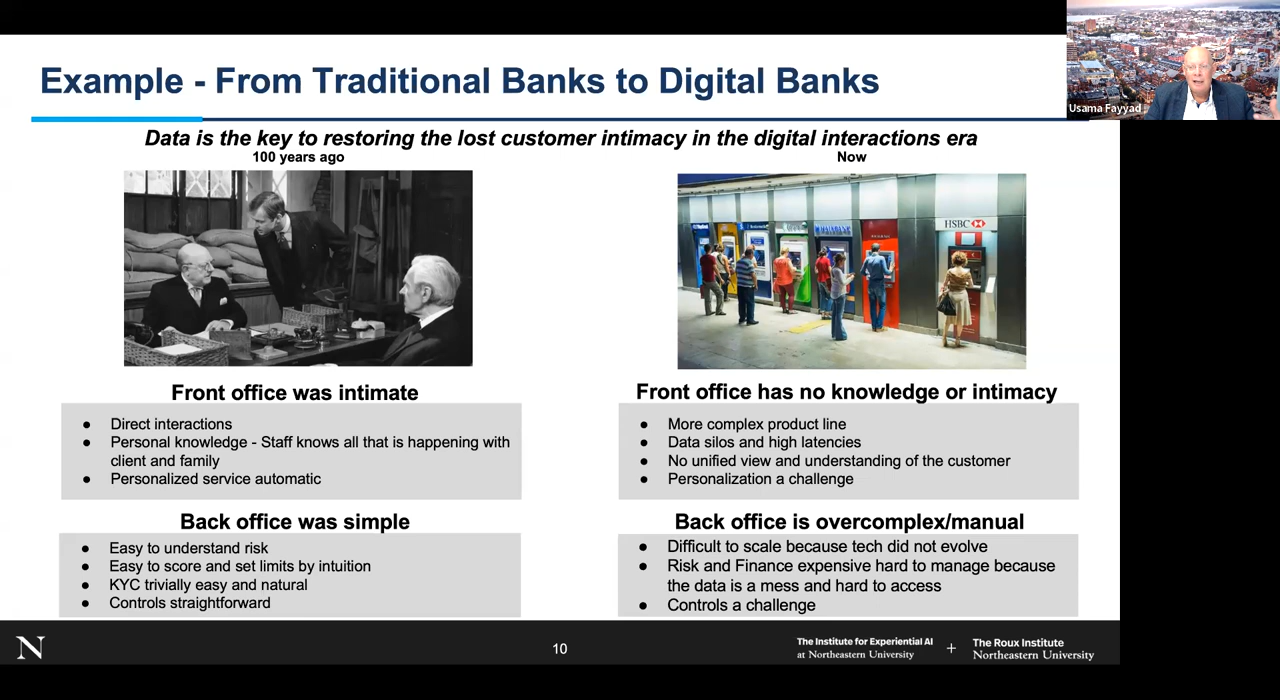 Example - From Traditional Banks to Digital Banks
Usama Fayyad
Data is the key to restoring the lost customer intimacy in the digital interactions era
100 years ago
Now
HSBC
Front office was intimate
● Direct interactions
● Personal knowledge - Staff knows all that is happening with
client and family
● Personalized service automatic
Front office has no knowledge or intimacy
● More complex product line
● Data silos and high latencies
● No unified view and understanding of the customer
● Personalization a challenge
Back office was simple
● Easy to understand risk
● Easy to score and set limits by intuition
● KYC trivially easy and natural
● Controls straightforward
Back office is overcomplex/manual
● Difficult to scale because tech did not evolve
● Risk and Finance expensive hard to manage because
the data is a mess and hard to access
● Controls a challenge
N
10
The Institute for Experiential AI
at Northeastern University
+
The Roux Institute
Northeastern University